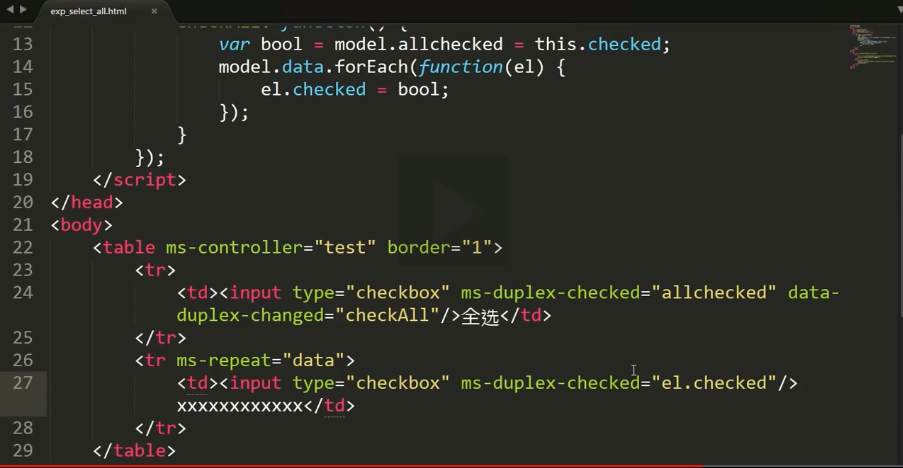 exp_select_all.html ×
13 var bool = model.allchecked = this.checked;
14 model.data.forEach(function(el) {
15 el.checked = bool;
16 });
17 }
18 });
19 </script>
20 </head>
21 <body>
22 <table ms-controller="test" border="1">
23 <tr>
24 <td><input type="checkbox" ms-duplex-checked="allchecked" data-
duplex-changed="checkAll"/>全选</td>
25 </tr>
26 <tr ms-repeat="data">
27 <td><input type="checkbox" ms-duplex-checked="el.checked"/>
xxxxxxxxxxxx</td>
28 </tr>
29 </table>